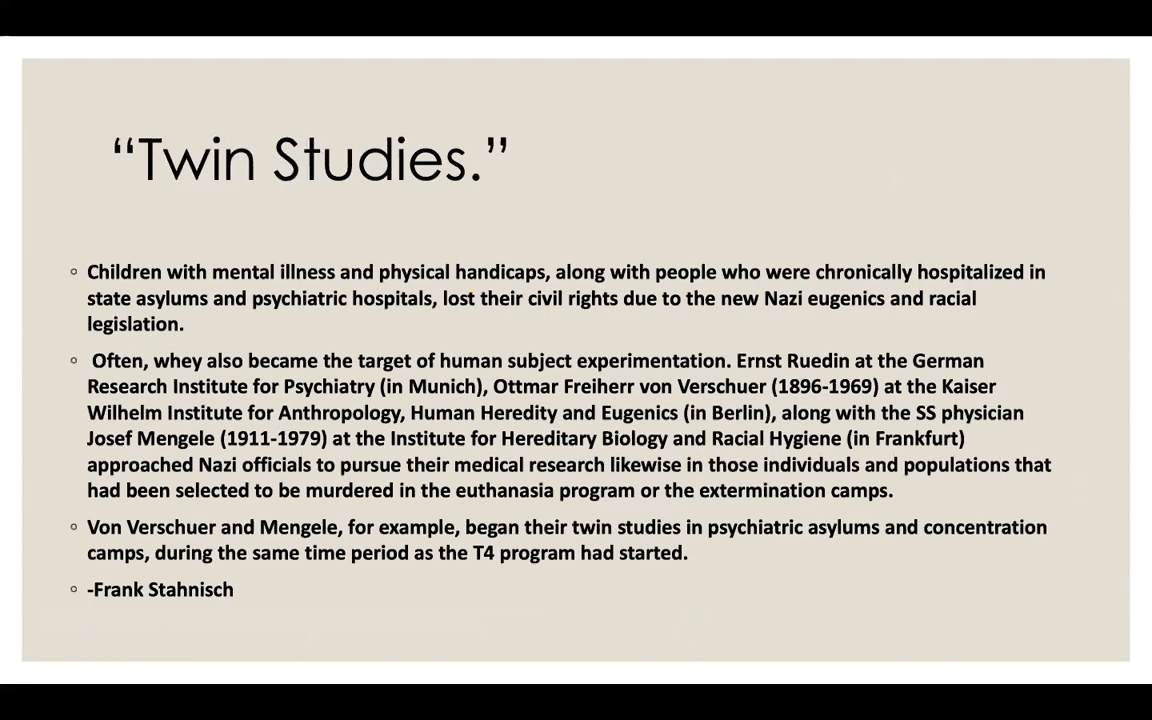 “Twin Studies.”
◦ Children with mental illness and physical handicaps, along with people who were chronically hospitalized in
state asylums and psychiatric hospitals, lost their civil rights due to the new Nazi eugenics and racial
legislation.
◦ Often, whey also became the target of human subject experimentation. Ernst Ruedin at the German
Research Institute for Psychiatry (in Munich), Ottmar Freiherr von Verschuer (1896-1969) at the Kaiser
Wilhelm Institute for Anthropology, Human Heredity and Eugenics (in Berlin), along with the SS physician
Josef Mengele (1911-1979) at the Institute for Hereditary Biology and Racial Hygiene (in Frankfurt)
approached Nazi officials to pursue their medical research likewise in those individuals and populations that
had been selected to be murdered in the euthanasia program or the extermination camps.
◦ Von Verschuer and Mengele, for example, began their twin studies in psychiatric asylums and concentration
camps, during the same time period as the T4 program had started.
◦ -Frank Stahnisch